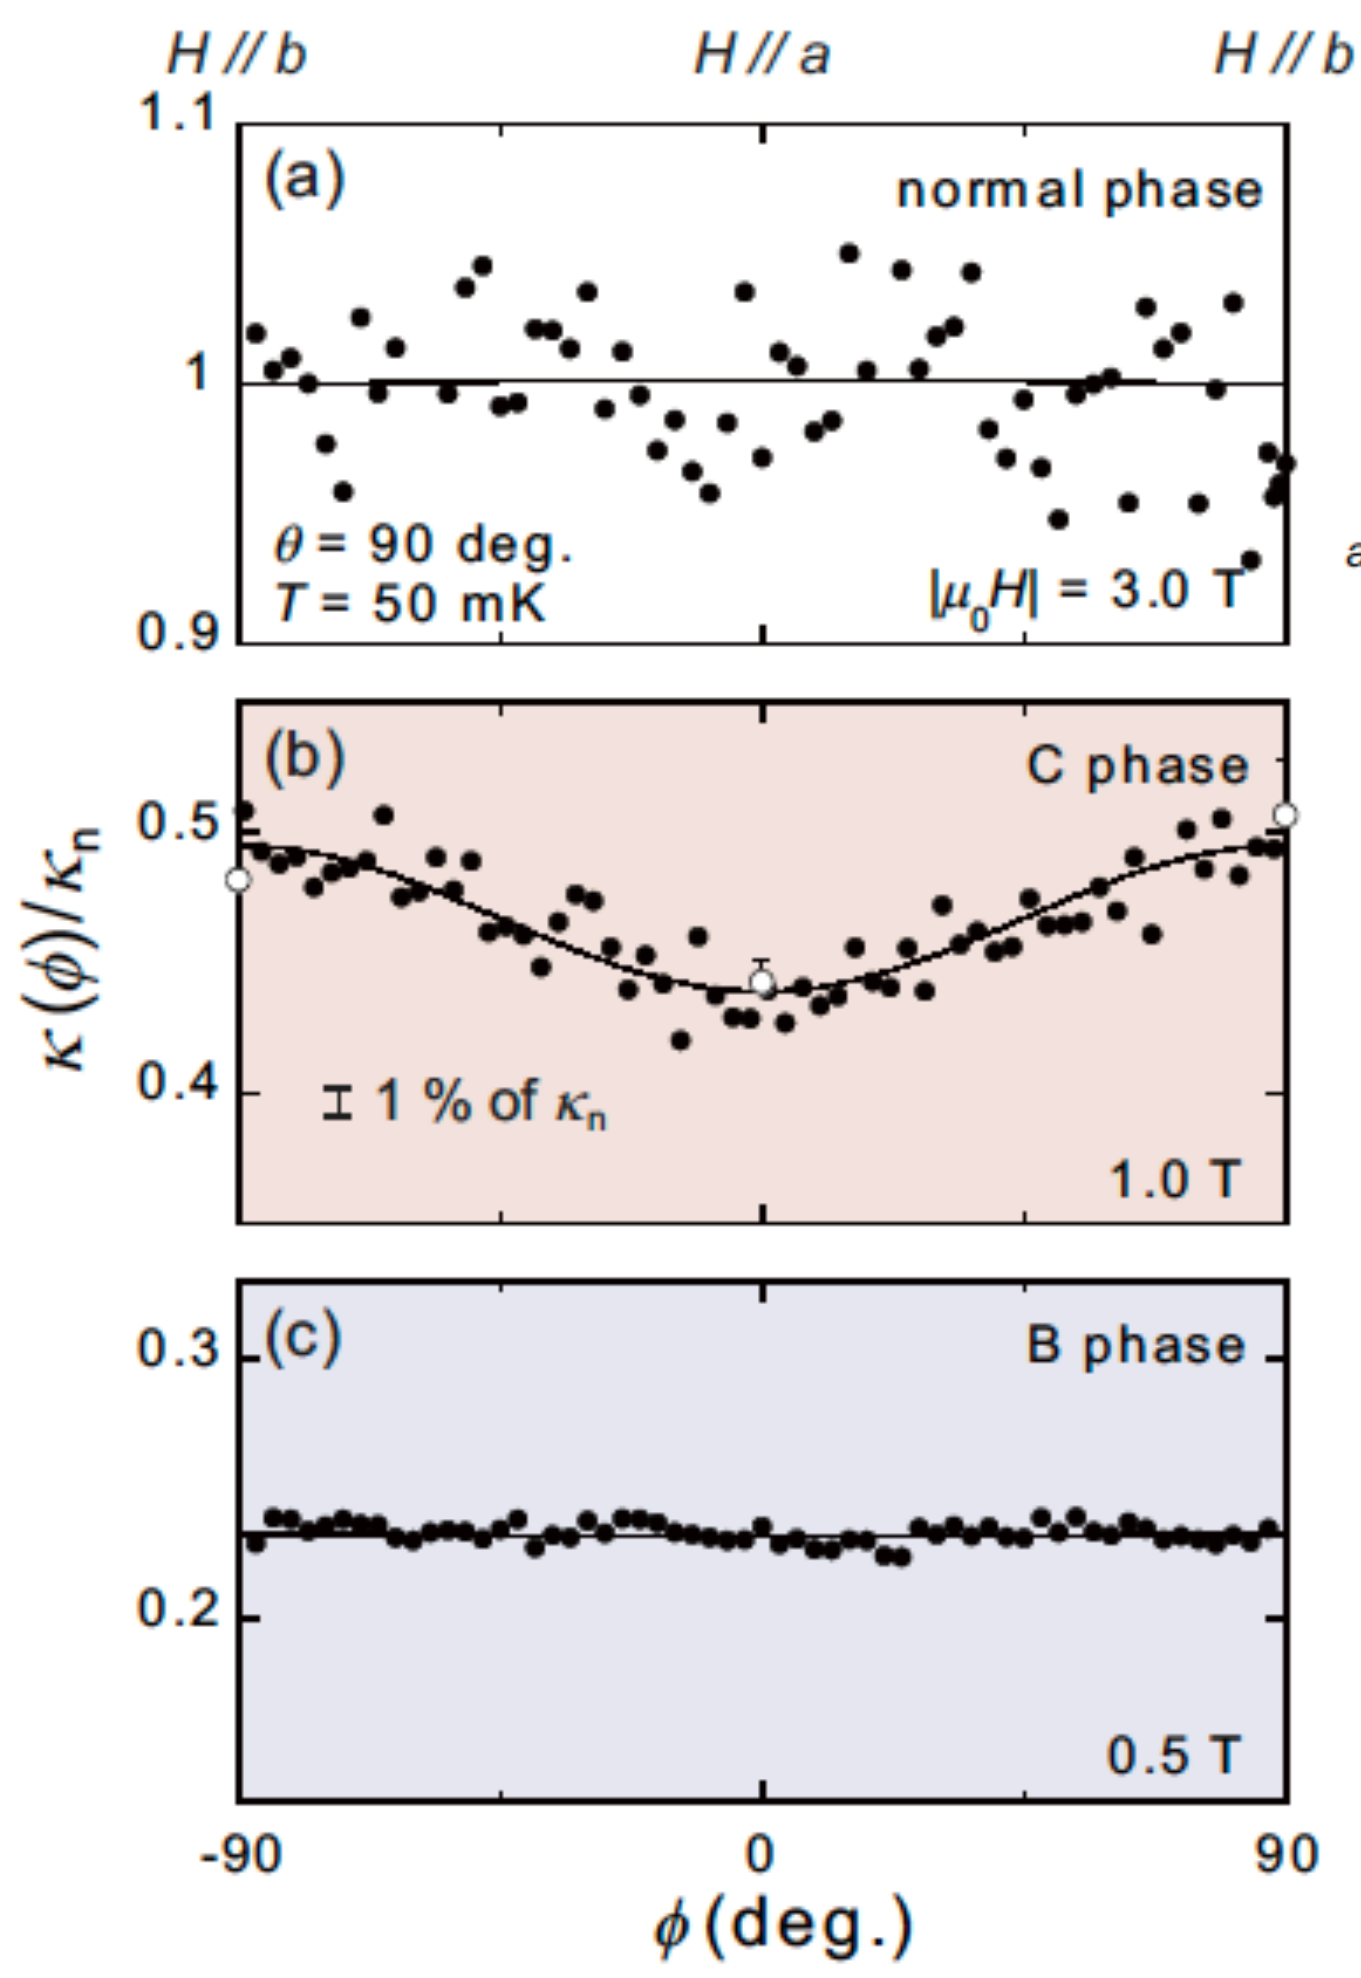 H // b H // a H // b
1.1
(a) normal phase
1
θ = 90 deg.
T = 50 mK
|μ₀H| = 3.0 T
a
0.9
(b) C phase
0.5
κ(ϕ)/κₙ
0.4
1 % of κₙ
1.0 T
(c) B phase
0.3
0.2
0.5 T
-90 0 90
ϕ (deg.)